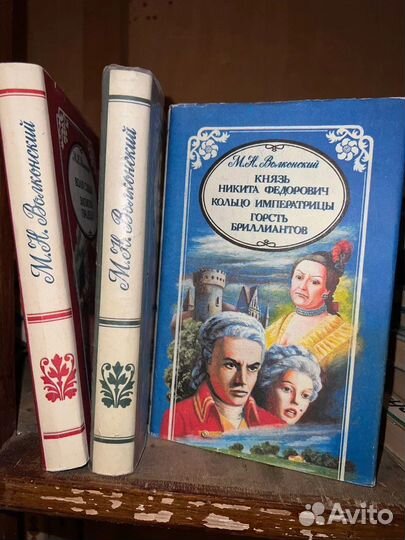 М.Н. Волконский
М.Н. Волконский
М.Н. Волконский
КНЯЗЬ
НИКИТА ФЕДОРОВИЧ
КОЛЬЦО ИМПЕРАТРИЦЫ
ГОРСТЬ
БРИЛЛИАНТОВ
Avito